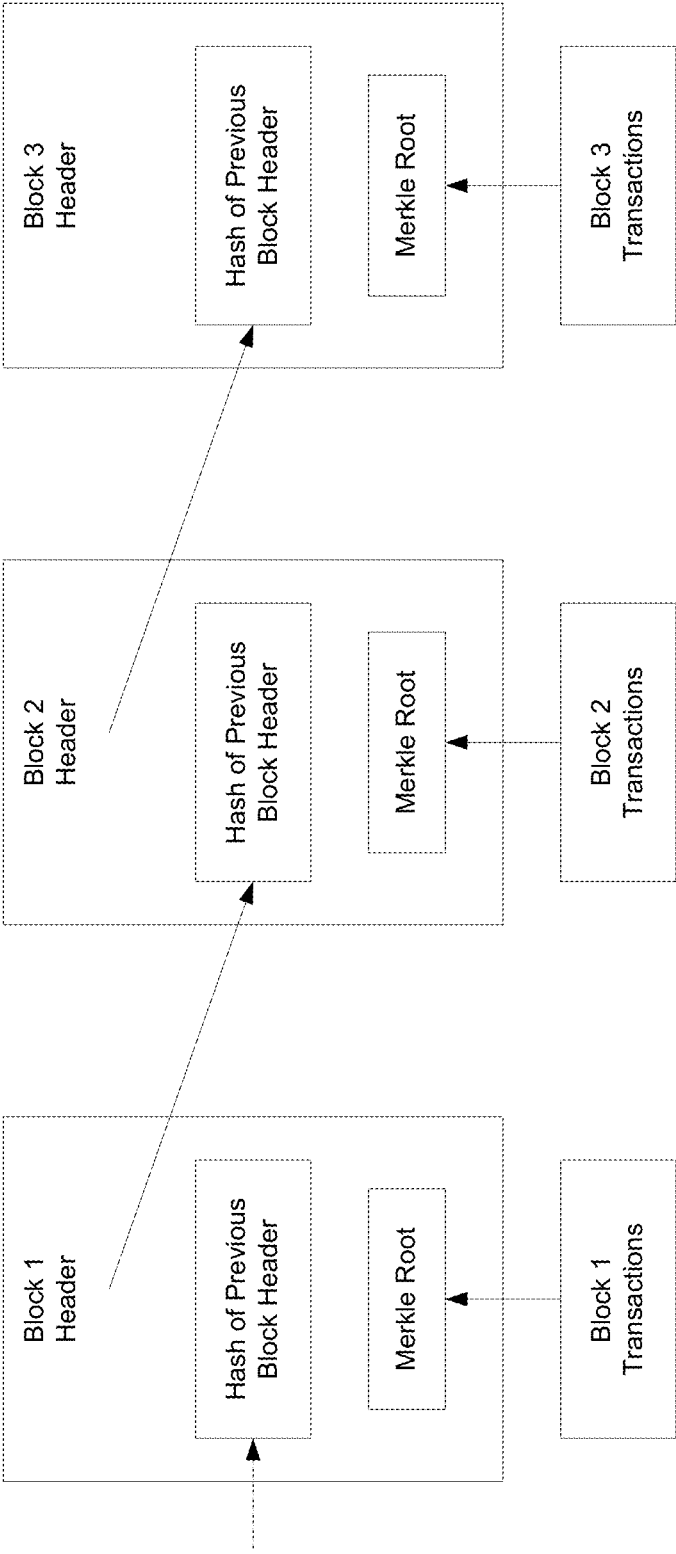 Block 1
Header
Hash of Previous
Block Header
Merkle Root
Block 1
Transactions
Block 2
Header
Hash of Previous
Block Header
Merkle Root
Block 2
Transactions
Block 3
Header
Hash of Previous
Block Header
Merkle Root
Block 3
Transactions